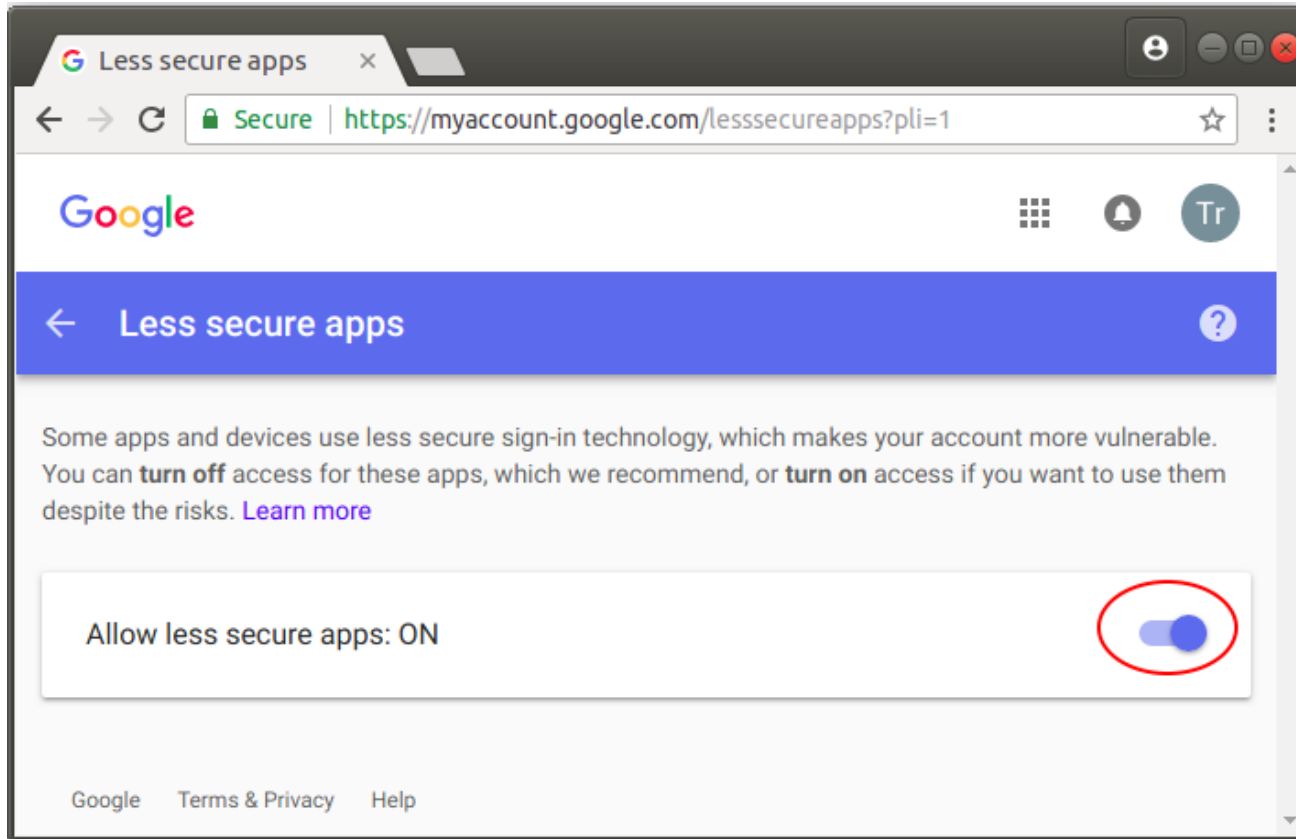 Less secure apps
Secure https://myaccount.google.com/lesssecureapps?pli=1
Google
Tr
Less secure apps
?
Some apps and devices use less secure sign-in technology, which makes your account more vulnerable.
You can turn off access for these apps, which we recommend, or turn on access if you want to use them
despite the risks. Learn more
Allow less secure apps: ON
Google Terms & Privacy Help